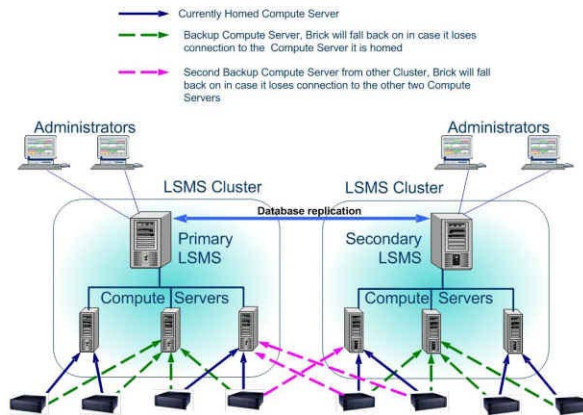 Currently Homed Compute Server
Backup Compute Server, Brick will fall back on in case it loses
connection to the Compute Server it is homed
Second Backup Compute Server from other Cluster, Brick will fall
back on in case it loses connection to the other two Compute
Servers
Administrators
Administrators
LSMS Cluster
LSMS Cluster
Database replication
Primary
LSMS
Secondary
LSMS
Compute Servers
Compute Servers